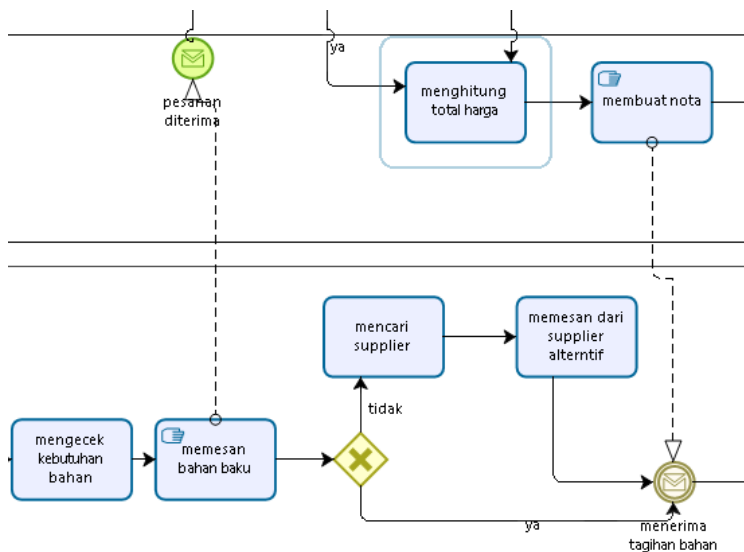 ya
menghitung
total harga
membuat nota
pesanan
diterima
mencari
supplier
memesan dari
supplier
alterntif
tidak
mengecek
kebutuhan
bahan
memesan
bahan baku
ya
menerima
tagihan bahan